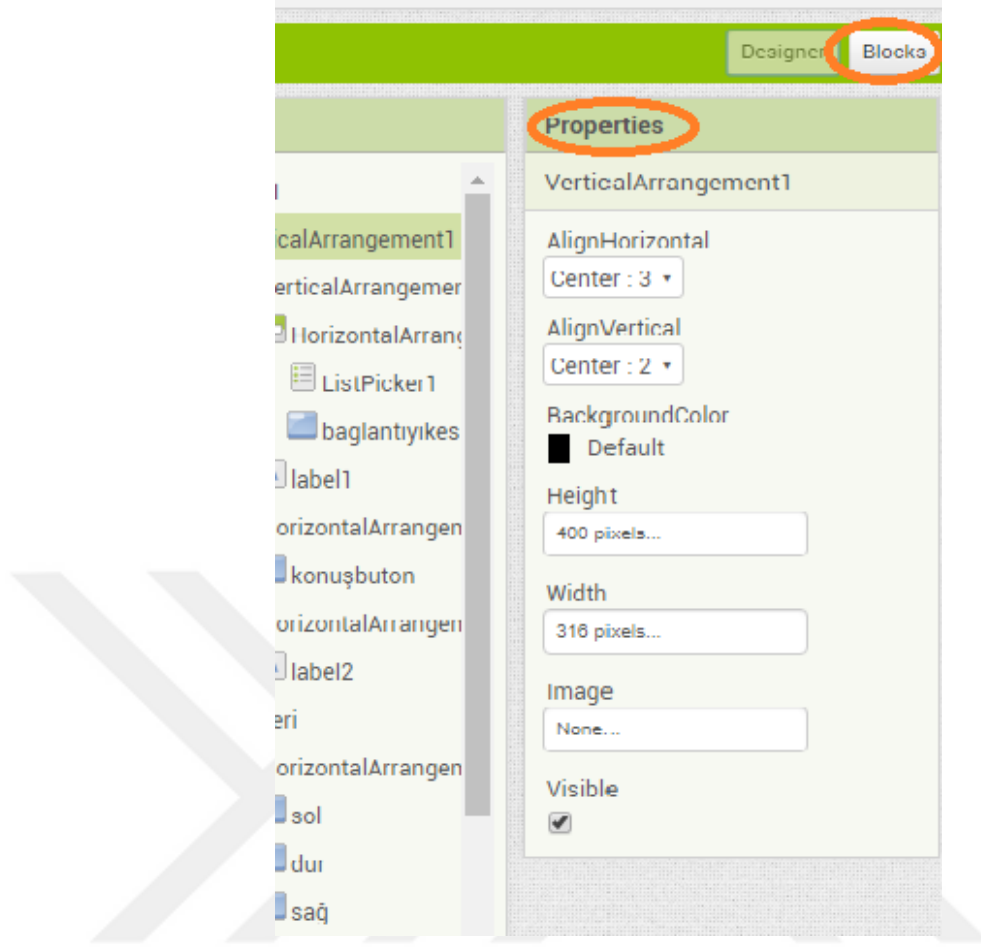 Designer Blocks
Properties
VerticalArrangement1
icalArrangement1
erticalArrangemer
HorizontalArrang
ListPicker1
baglantıyıkes
label1
orizontalArrangen
konuşbuton
orizontalArrangen
label2
eri
orizontalArrangen
sol
dur
sağ
AlignHorizontal
Center : 3
AlignVertical
Center : 2
BackgroundColor
Default
Height
400 pixels...
Width
316 pixels...
Image
None...
Visible